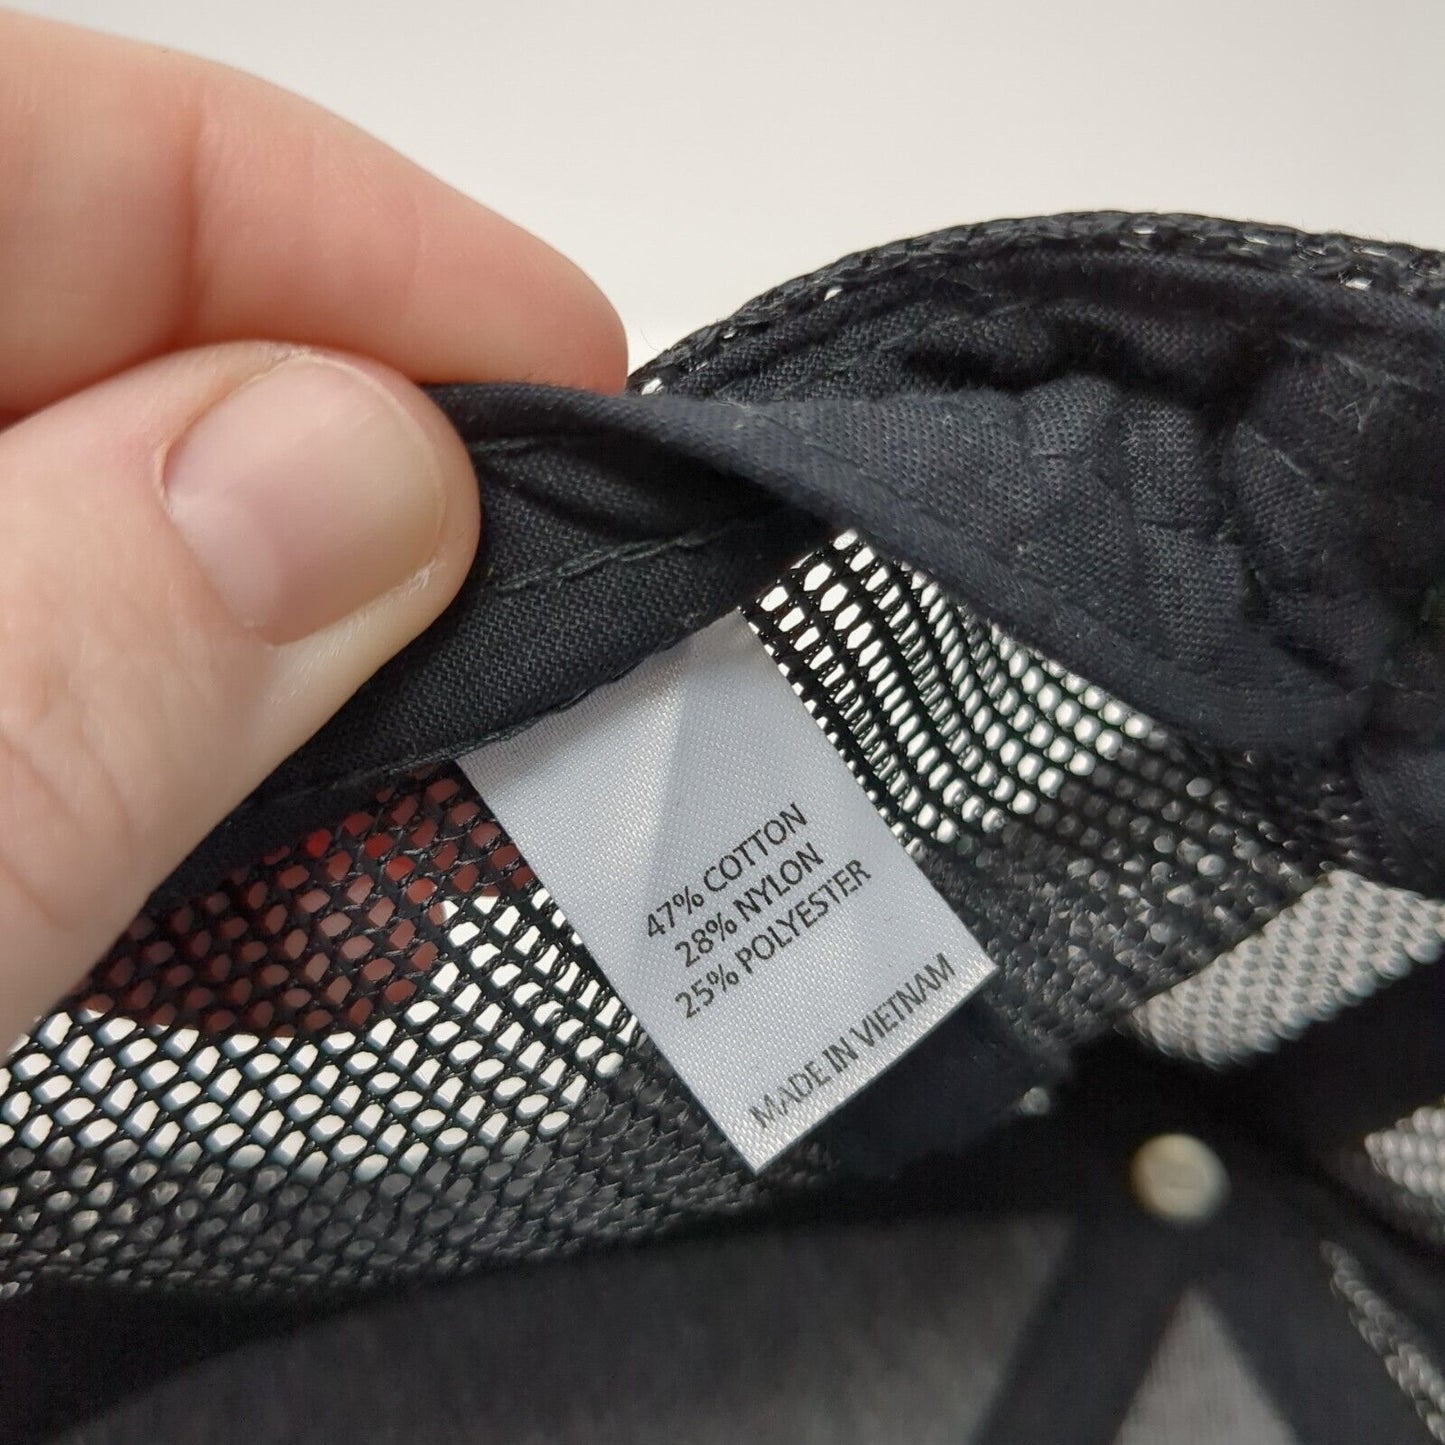 47% COTTON
28% NYLON
25% POLYESTER
MADE IN VIETNAM